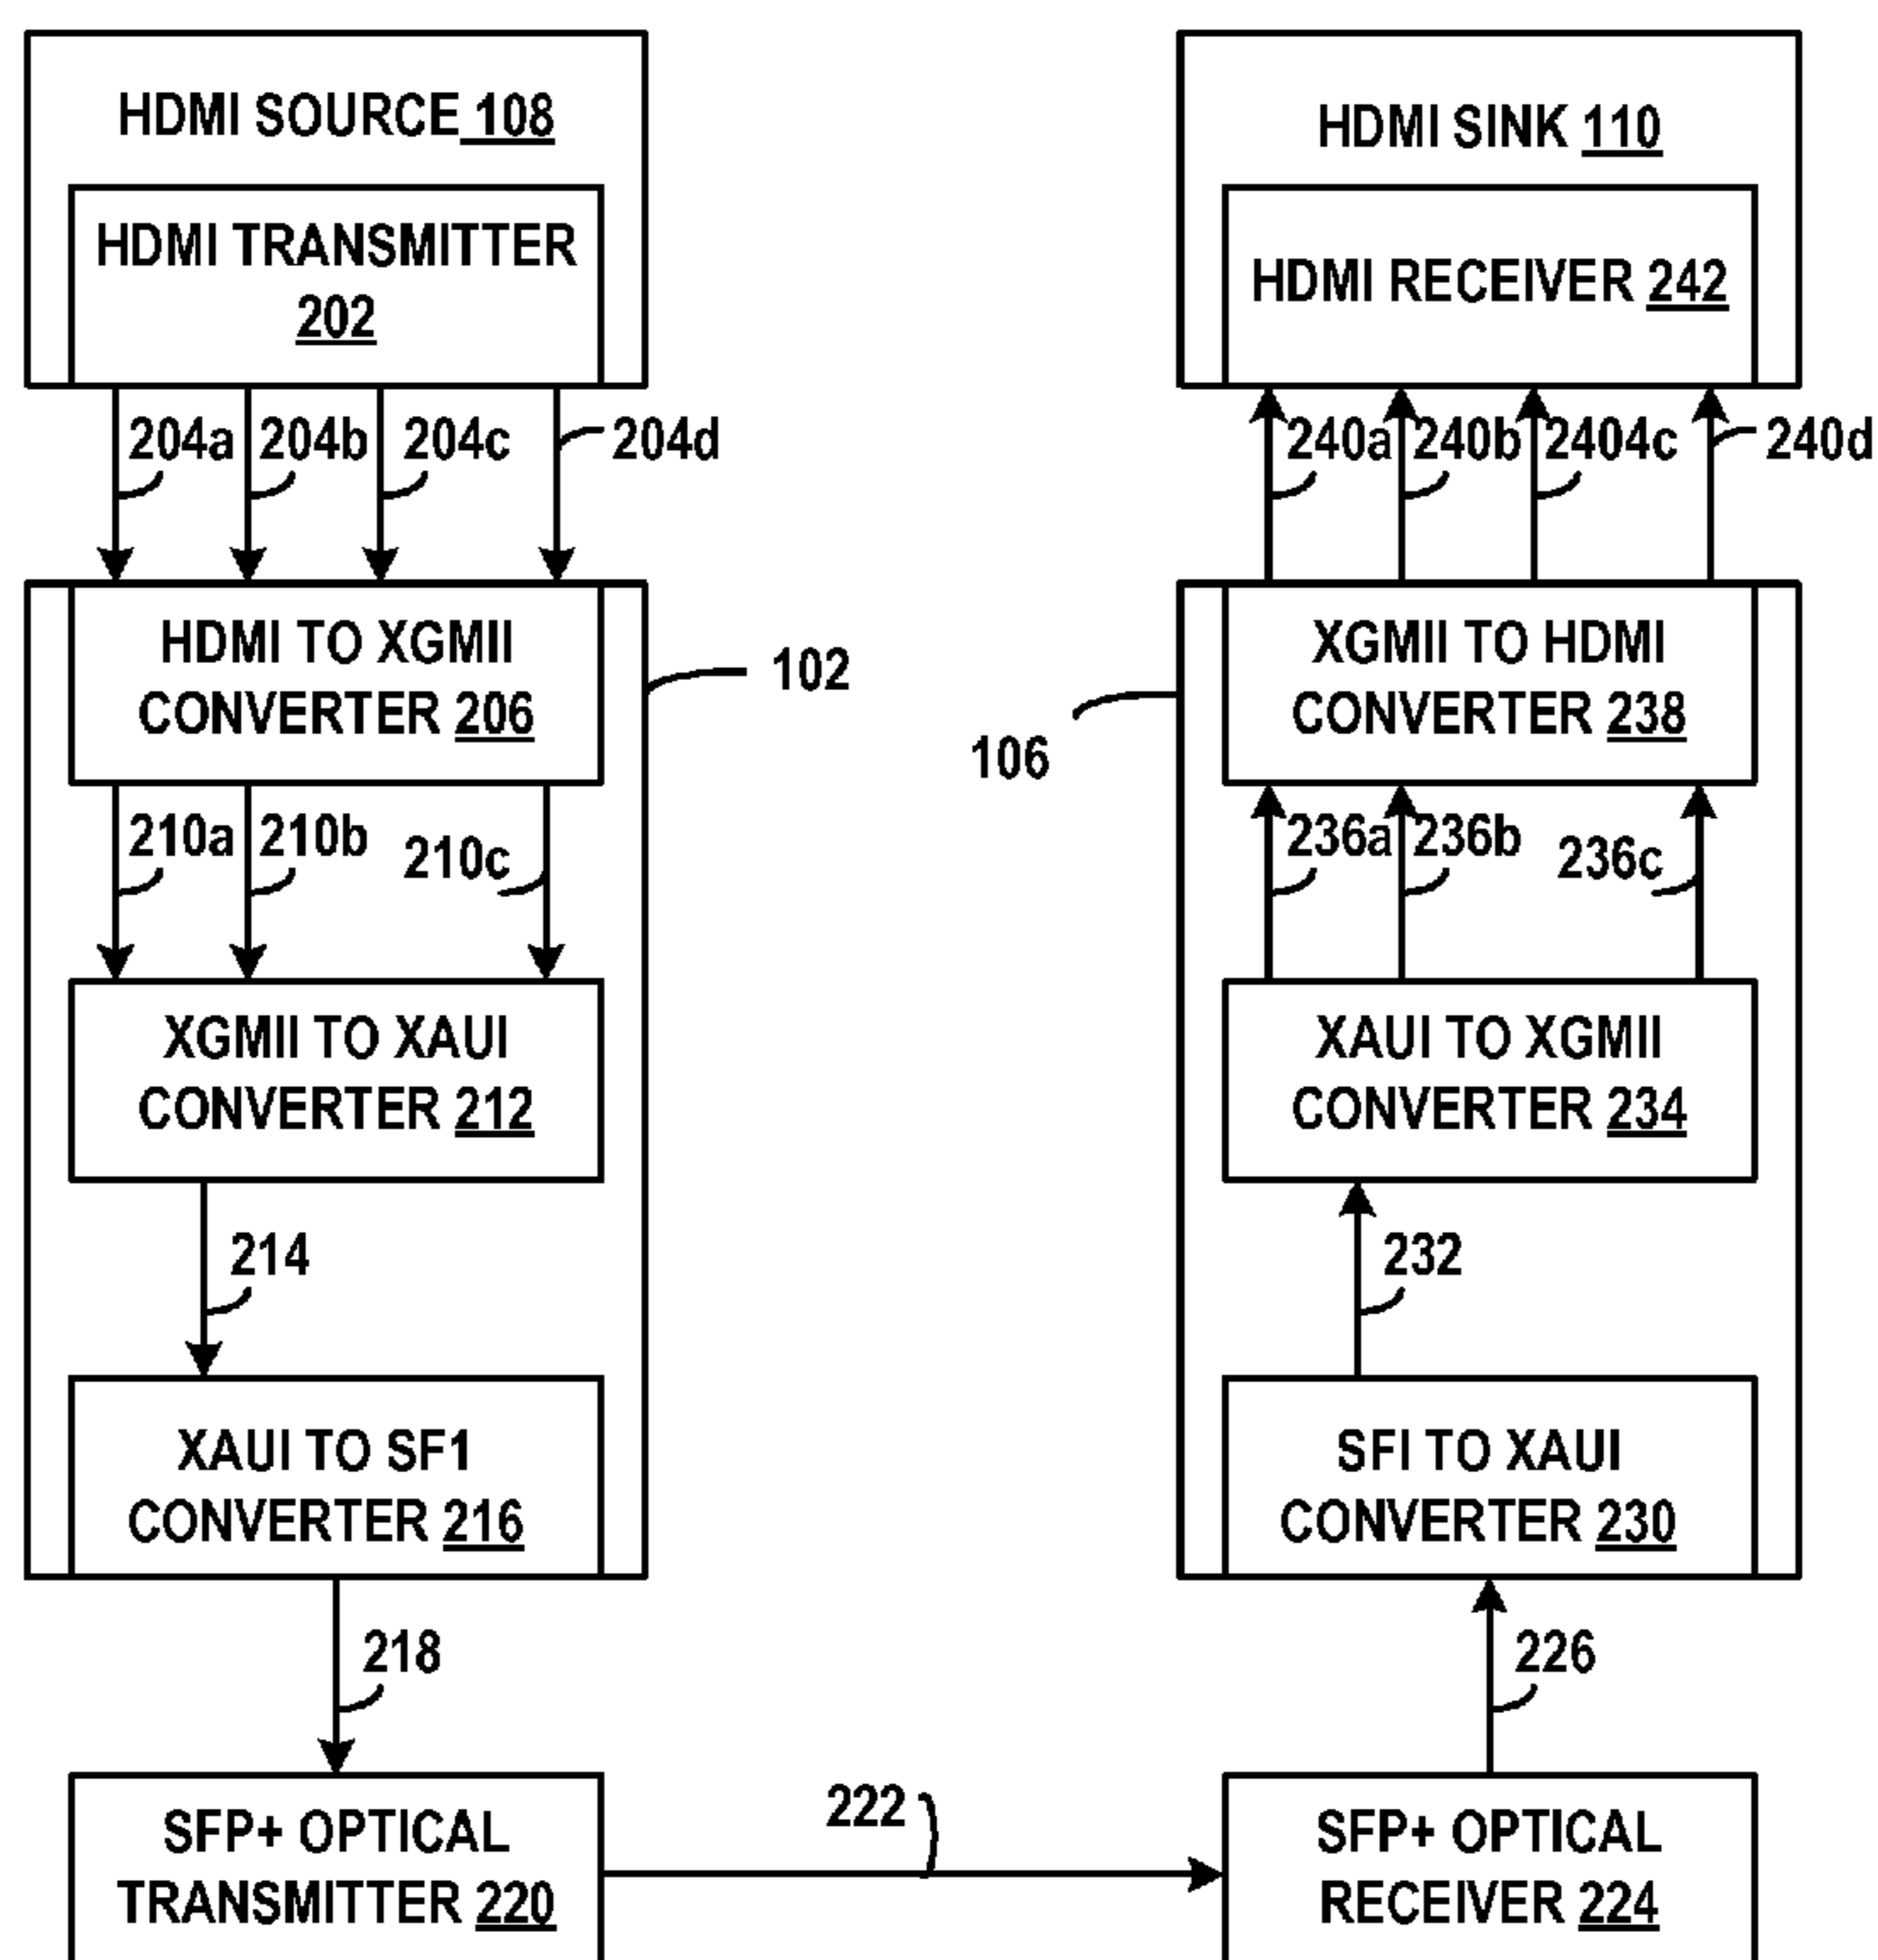 HDMI SOURCE 108
HDMI TRANSMITTER
202
204a
204b
204c
204d
HDMI TO XGMII
CONVERTER 206
102
210a
210b
210c
XGMII TO XAUI
CONVERTER 212
214
XAUI TO SF1
CONVERTER 216
218
SFP+ OPTICAL
TRANSMITTER 220
222
HDMI SINK 110
HDMI RECEIVER 242
240a
240b
2404c
240d
XGMII TO HDMI
CONVERTER 238
106
236a
236b
236c
XAUI TO XGMII
CONVERTER 234
232
SFI TO XAUI
CONVERTER 230
226
SFP+ OPTICAL
RECEIVER 224